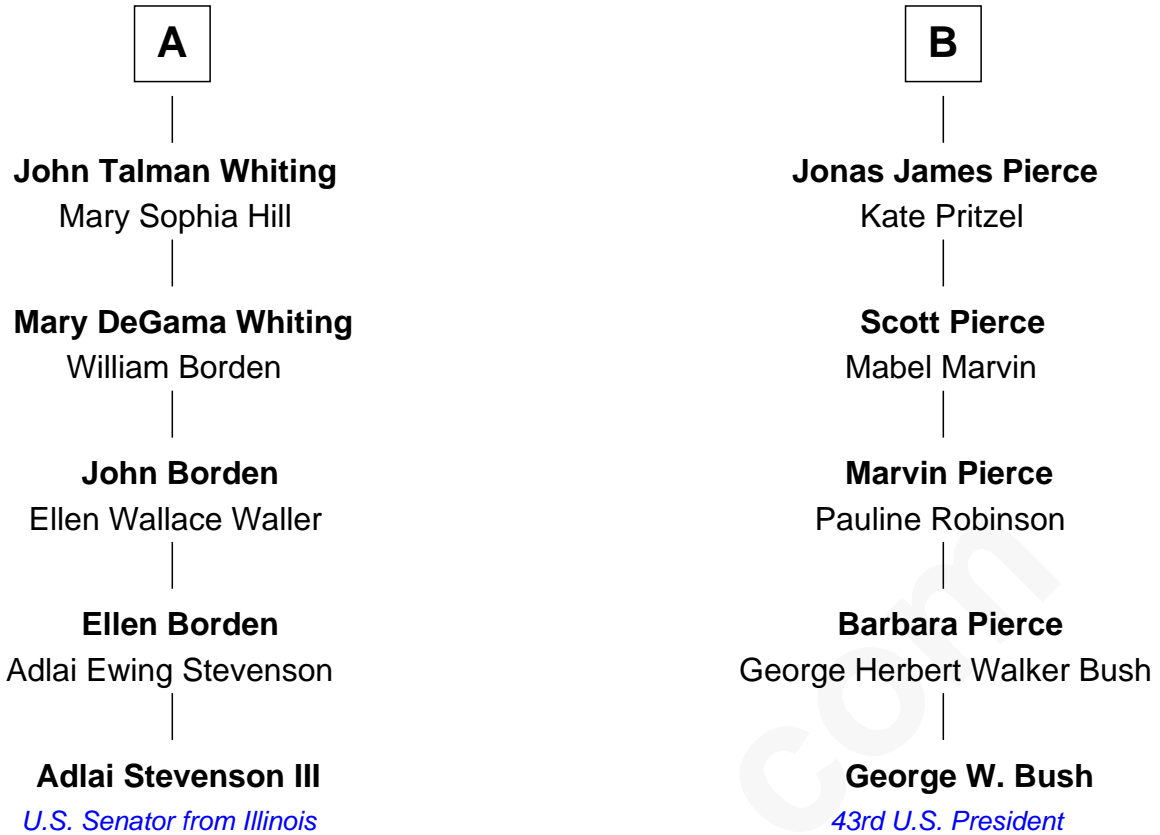 A
John Talman Whiting
Mary Sophia Hill
Mary DeGama Whiting
William Borden
John Borden
Ellen Wallace Waller
Ellen Borden
Adlai Ewing Stevenson
Adlai Stevenson III
U.S. Senator from Illinois
B
Jonas James Pierce
Kate Pritzel
Scott Pierce
Mabel Marvin
Marvin Pierce
Pauline Robinson
Barbara Pierce
George Herbert Walker Bush
George W. Bush
43rd U.S. President
com